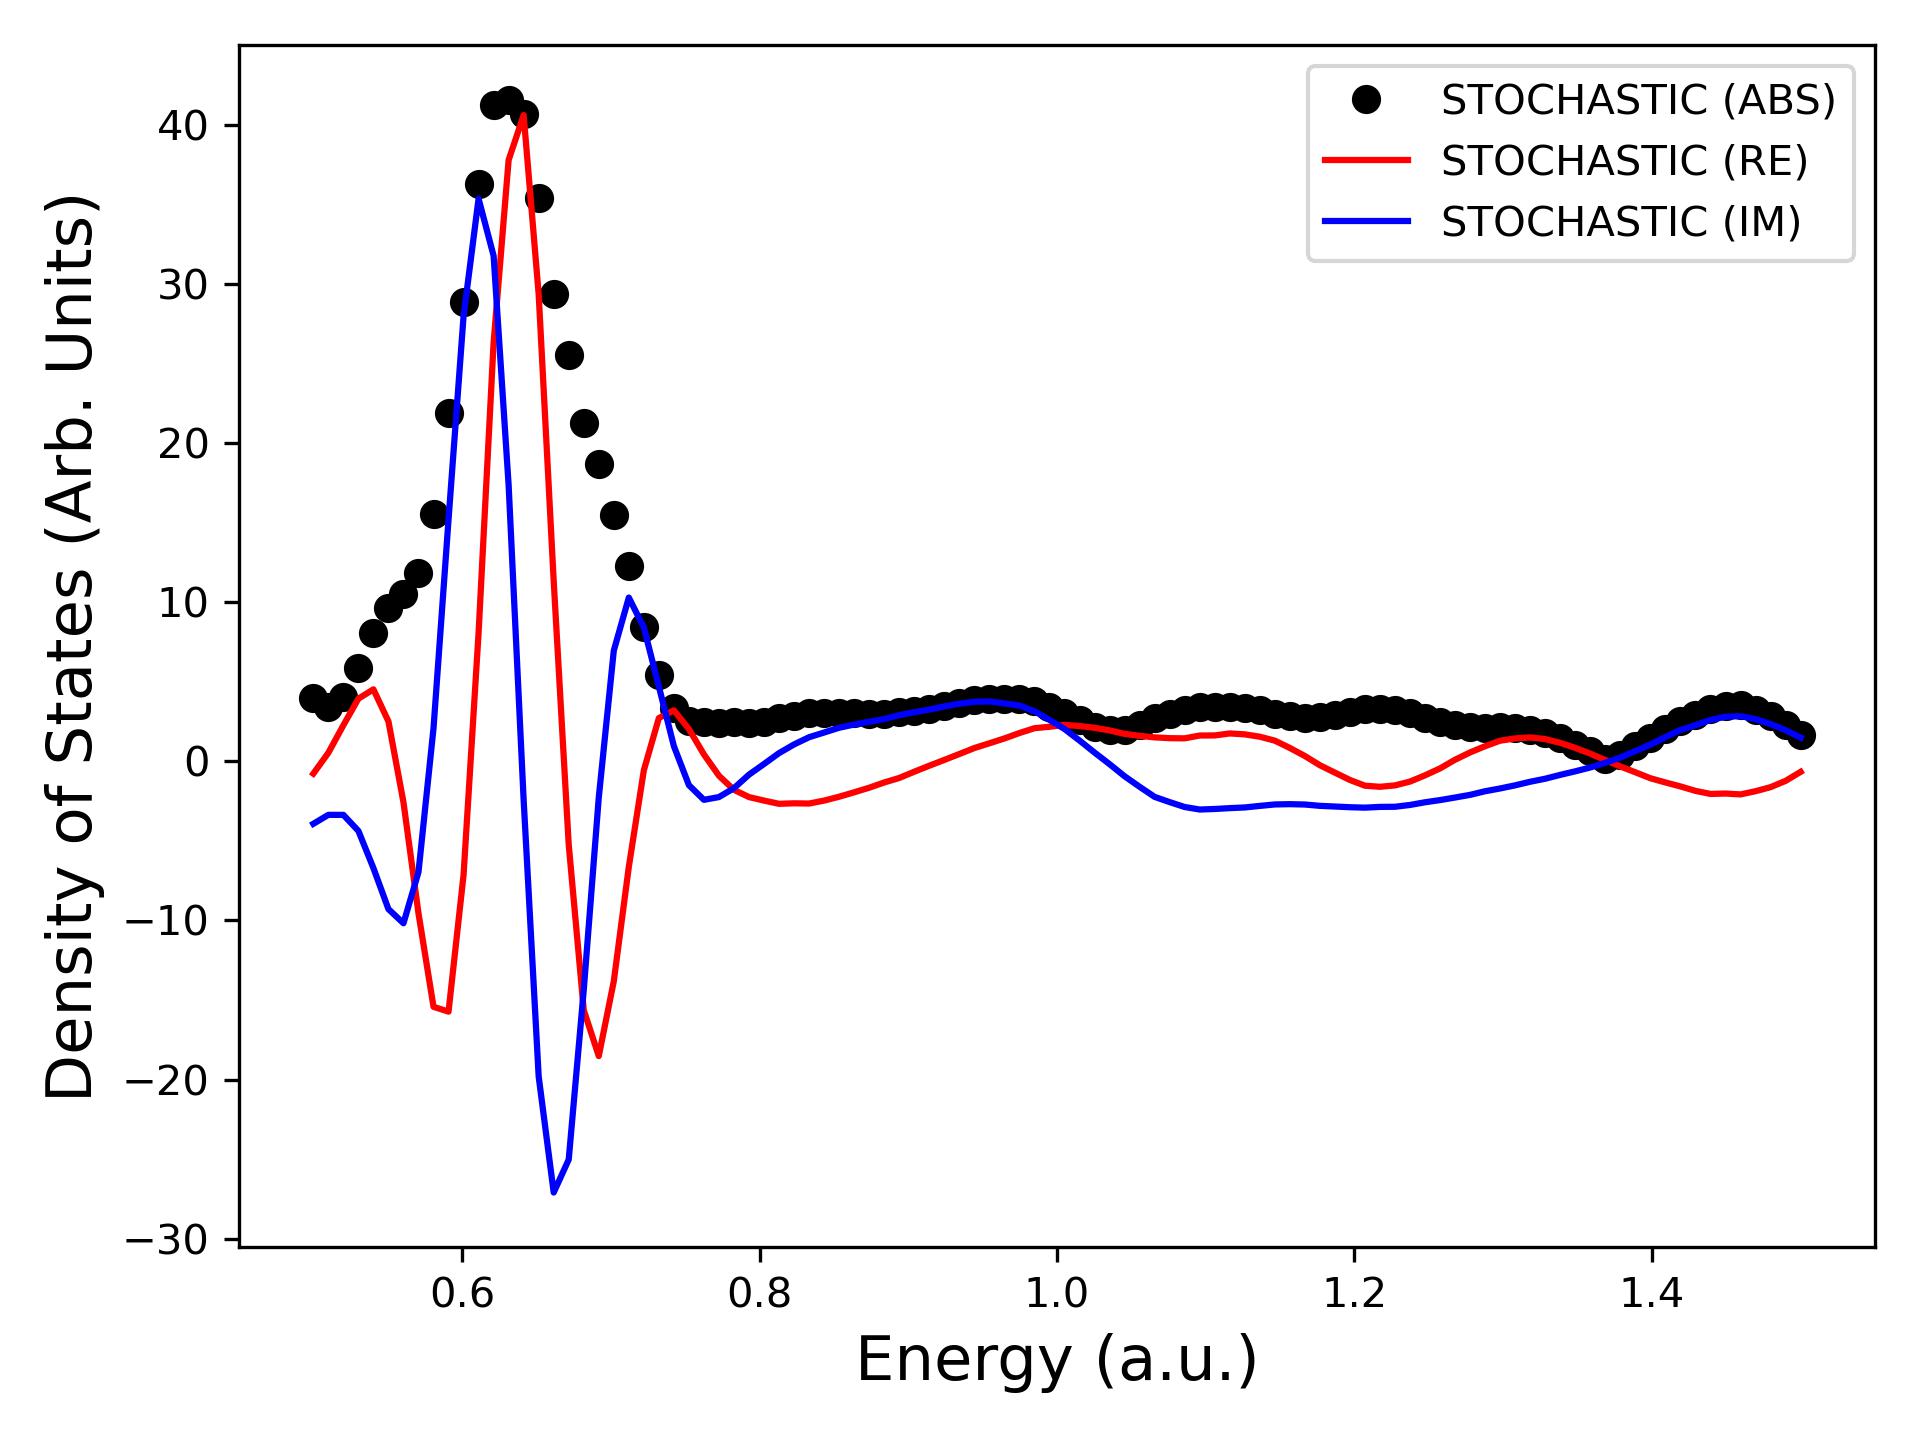 STOCHASTIC (ABS)
STOCHASTIC (RE)
STOCHASTIC (IM)
Density of States (Arb. Units)
40
30
20
10
0
−10
−20
−30
0.6 0.8 1.0 1.2 1.4
Energy (a.u.)